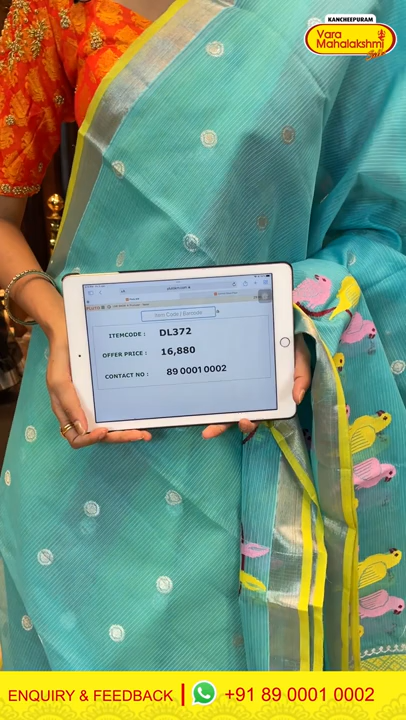 KANCHEEPURAM
Vara
Mahalakshmi
Item Code / Barcode
ITEMCODE : DL372
OFFER PRICE : 16,880
CONTACT NO : 89 0001 0002
ENQUIRY & FEEDBACK | +91 89 0001 0002